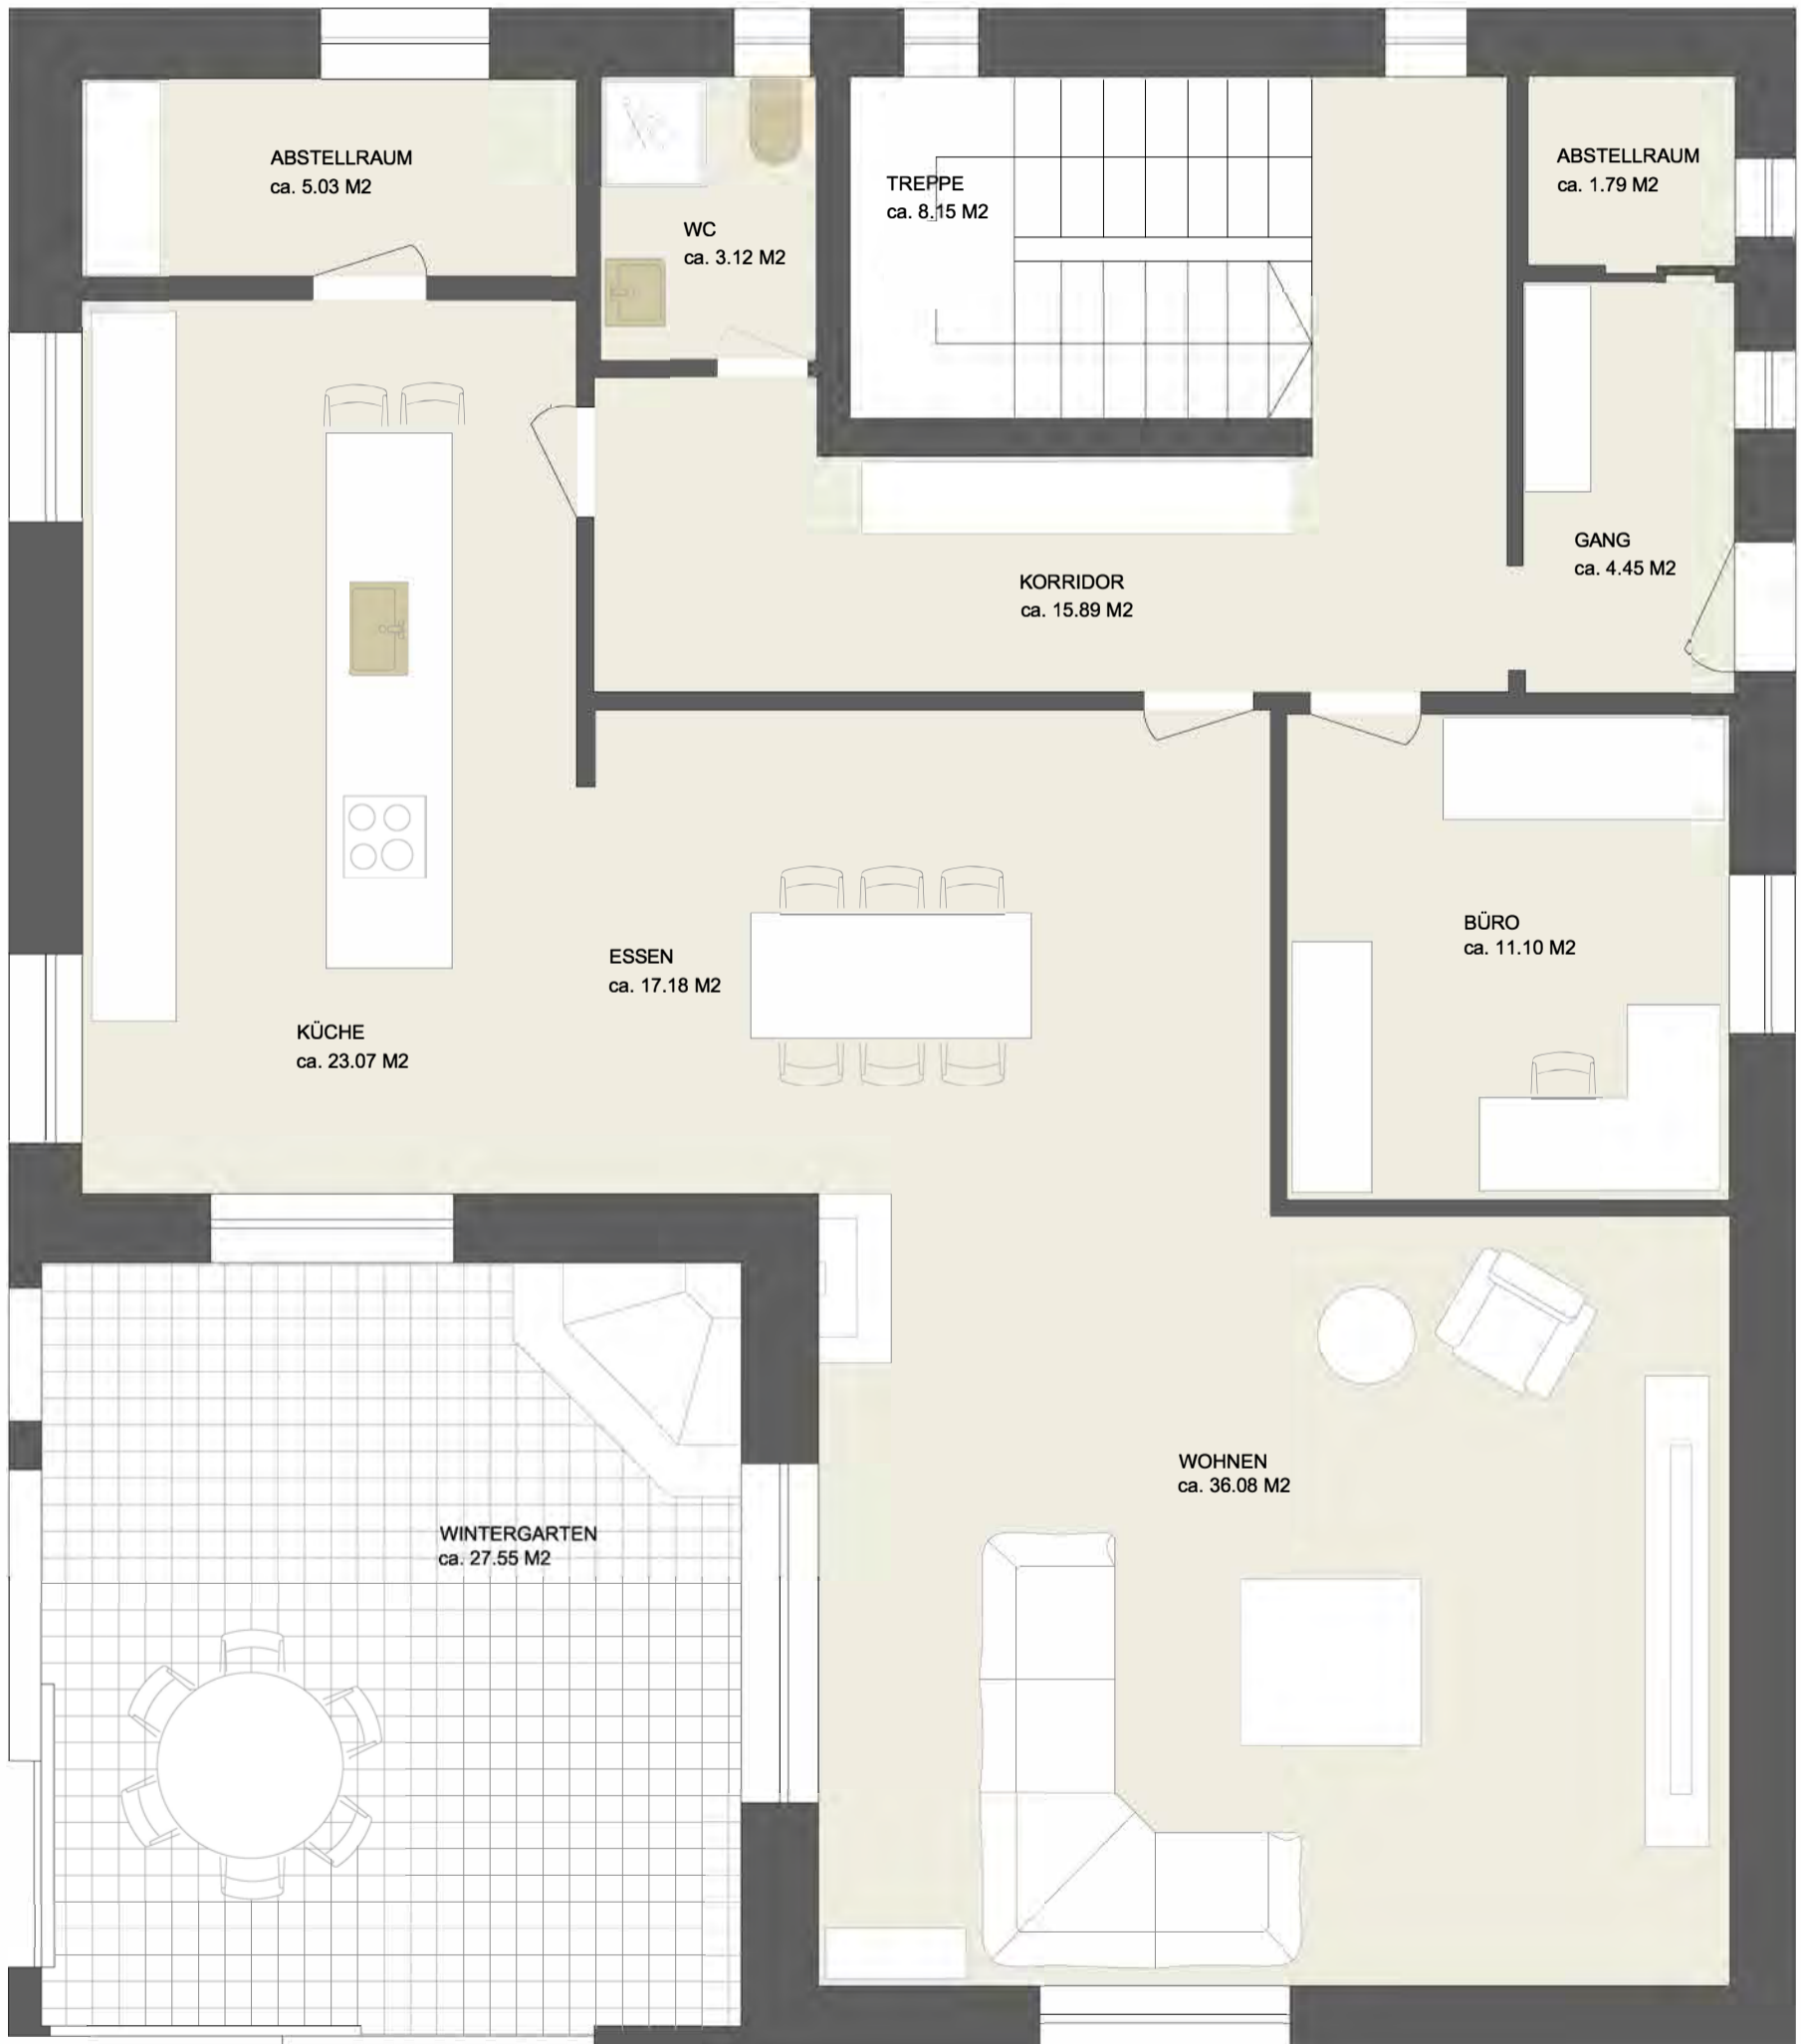 ABSTELLRAUM
ca. 5.03 M2
WC
ca. 3.12 M2
TREPPE
ca. 8.15 M2
ABSTELLRAUM
ca. 1.79 M2
GANG
ca. 4.45 M2
KORRIDOR
ca. 15.89 M2
BÜRO
ca. 11.10 M2
ESSEN
ca. 17.18 M2
KÜCHE
ca. 23.07 M2
WOHNEN
ca. 36.08 M2
WINTERGARTEN
ca. 27.55 M2